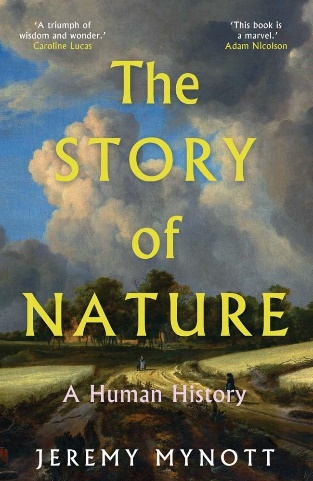 'A triumph of
wisdom and wonder.'
Caroline Lucas
'This book is
a marvel.'
Adam Nicolson
The
STORY
of
NATURE
A Human History
JEREMY MYNOTT